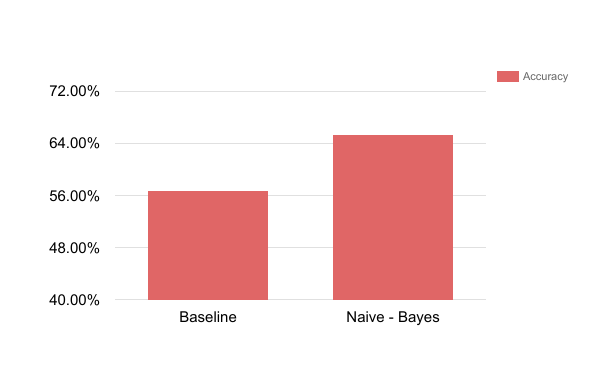 Accuracy
72.00%
64.00%
56.00%
48.00%
40.00%
Baseline
Naive - Bayes